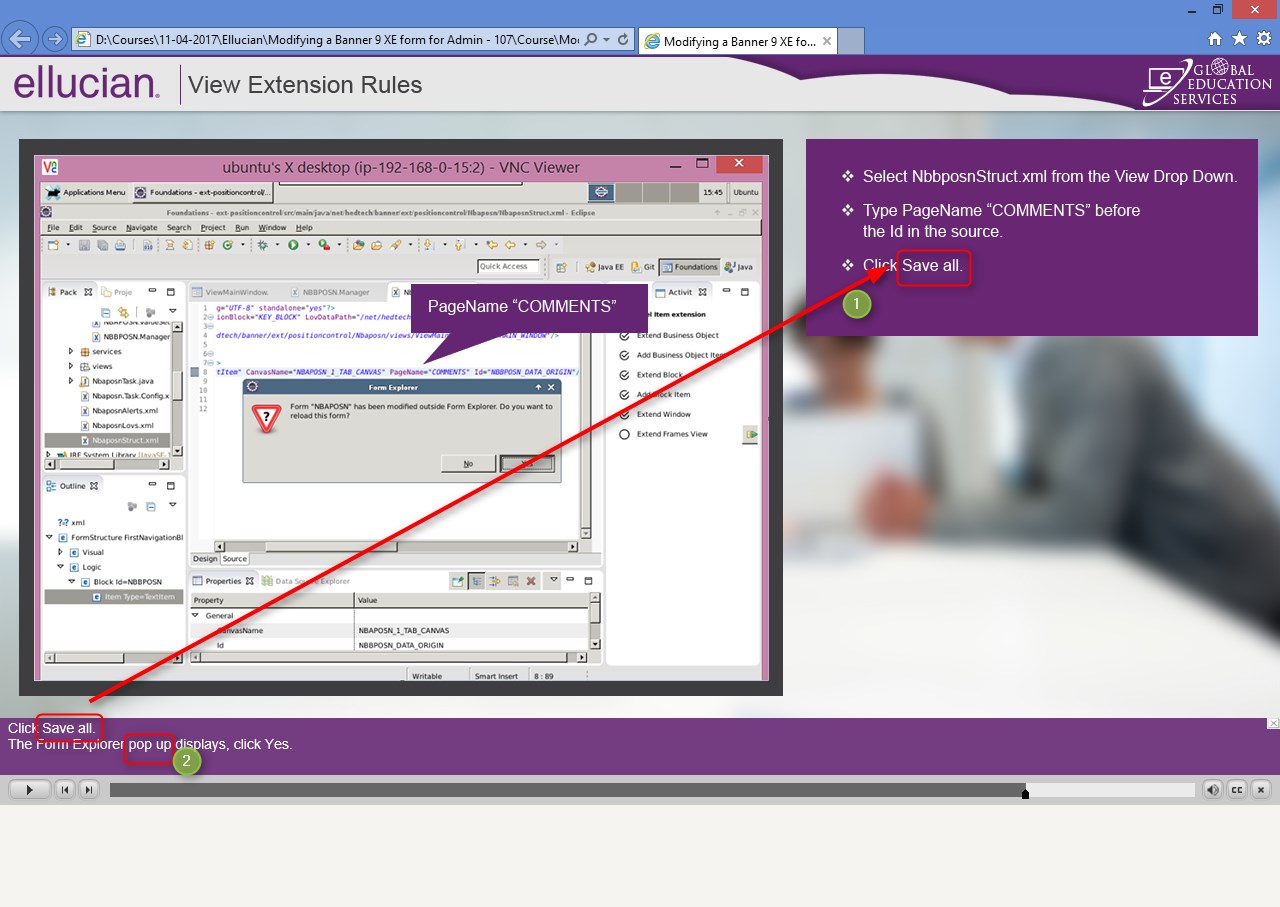 D:\Courses\11-04-2017\Ellucian\Modifying a Banner 9 XE form for Admin - 107\Course\Mo
Modifying a Banner 9 XE fo...
ellucian.
View Extension Rules
GLOBAL
EDUCATION
SERVICES
ubuntu's X desktop (ip-192-168-0-15:2) - VNC Viewer
Applications Menu
Foundations - ext-positioncontrol/...
15:45
Ubuntu
Foundations - ext-positioncontrol/src/main/java/net/hedtech/banner/ext/positioncontrol/Nbaposn/NbaposnStruct.xml - Eclipse
File Edit Source Navigate Search Project Run Window Help
Quick Access
Java EE
Git
Foundations
Java
Pack
Proje
NBAPOSN.ValueSet
NBBPOSN.Manager
services
views
NbaposnTask.java
Nbaposn.Task.Config.x
NbaposnAlerts.xml
NbaposnLovs.xml
NbaposnStruct.xml
JRE System Library [JavaSE-1
ViewMainWindow
NBBPOSN.Manager
1 g="UTF-8" standalone="yes"?>
2 ionBlock="KEY_BLOCK" LovDataPath="/net/hedtec
3
4 dtech/banner/ext/positioncontrol/Nbaposn/views/ViewMai
5
6
7 >
8 tItem" CanvasName="NBAPOSN_1_TAB_CANVAS" PageName="COMMENTS" Id="NBBPOSN_DATA_ORIGIN"/
9
10
11
12
PageName “COMMENTS”
Form Explorer
Form "NBAPOSN" has been modified outside Form Explorer. Do you want to
reload this form?
No
Yes
Activit
Extend Business Object
Add Business Object Item
Extend Block
Add Block Item
Extend Window
Extend Frames View
Outline
xml
FormStructure FirstNavigationBl
Visual
Logic
Block Id=NBBPOSN
Item Type=TextItem
Design
Source
Properties
Data Source Explorer
Property
Value
General
CanvasName
NBAPOSN_1_TAB_CANVAS
Id
NBBPOSN_DATA_ORIGIN
Writable
Smart Insert
8 : 89
❖ Select NbbposnStruct.xml from the View Drop Down.
❖ Type PageName “COMMENTS” before
the Id in the source.
❖ Click Save all.
1
Click Save all.
The Form Explorer pop up displays, click Yes.
2
CC